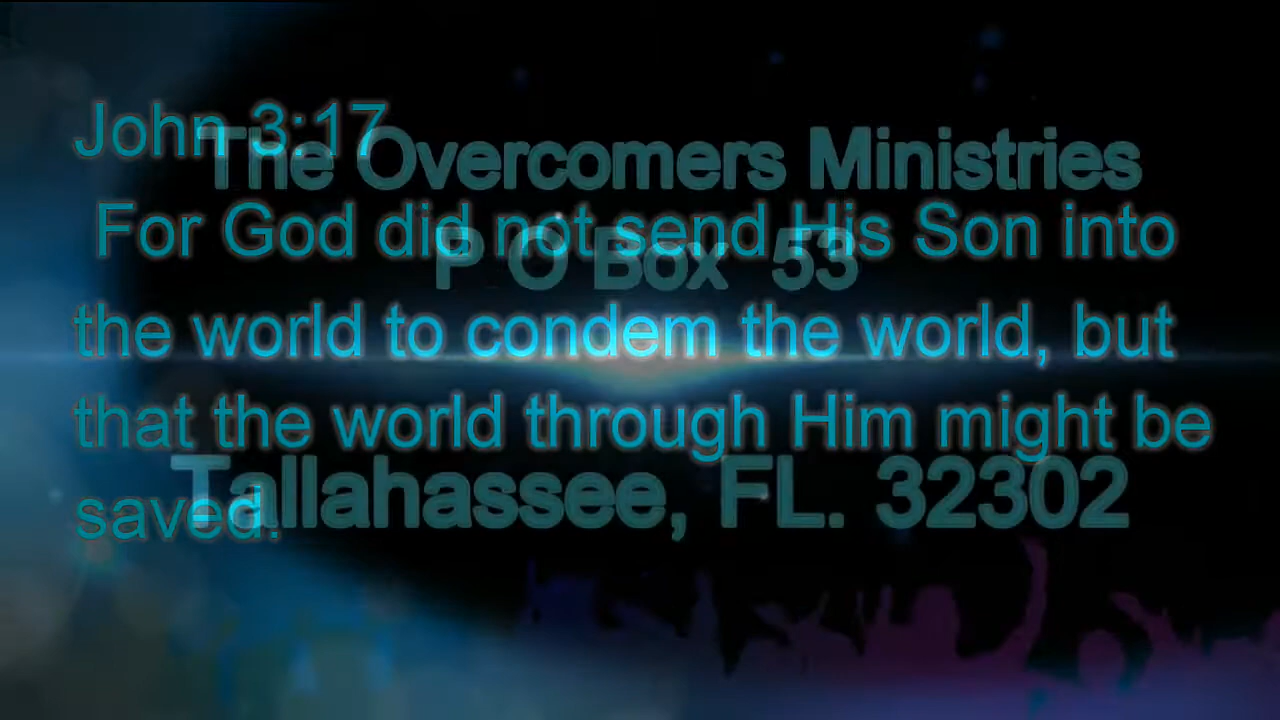 John 3:17
The Overcomers Ministries
For God did not send His Son into
P O Box 53
the world to condem the world, but
that the world through Him might be
Tallahassee, FL. 32302
saved.